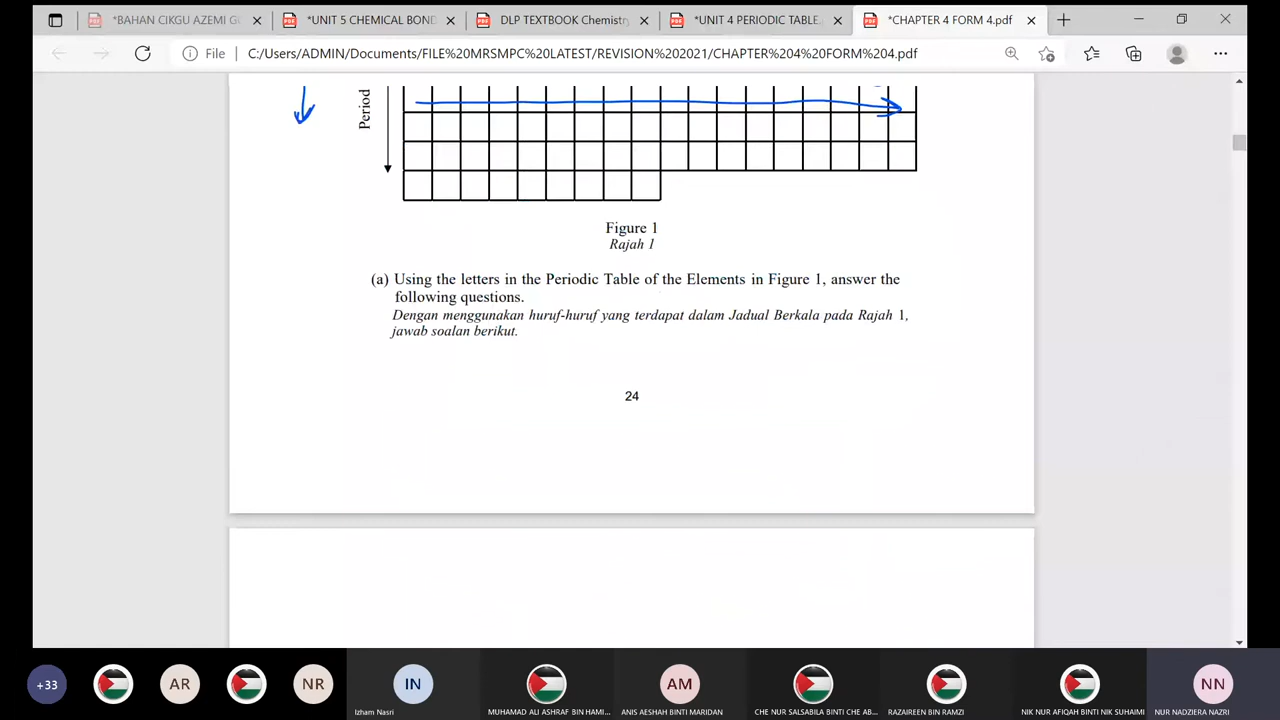 *BAHAN CIKGU AZEMI GO
*UNIT 5 CHEMICAL BOND
DLP TEXTBOOK Chemistry
*UNIT 4 PERIODIC TABLE.
*CHAPTER 4 FORM 4.pdf
File
C:/Users/ADMIN/Documents/FILE%20MRSMPC%20LATEST/REVISION%202021/CHAPTER%204%20FORM%204.pdf
Period
Figure 1
Rajah 1
(a) Using the letters in the Periodic Table of the Elements in Figure 1, answer the
following questions.
Dengan menggunakan huruf-huruf yang terdapat dalam Jadual Berkala pada Rajah 1,
jawab soalan berikut.
24
+33
AR
NR
IN
AM
NN
Izham Nasri
MUHAMAD ALI ASHRAF BIN HAMI...
ANIS AESHAH BINTI MARIDAN
CHE NUR SALSABILA BINTI CHE AB...
RAZAIREEN BIN RAMZI
NIK NUR AFIQAH BINTI NIK SUHAIMI
NUR NADZIERA NAZRI